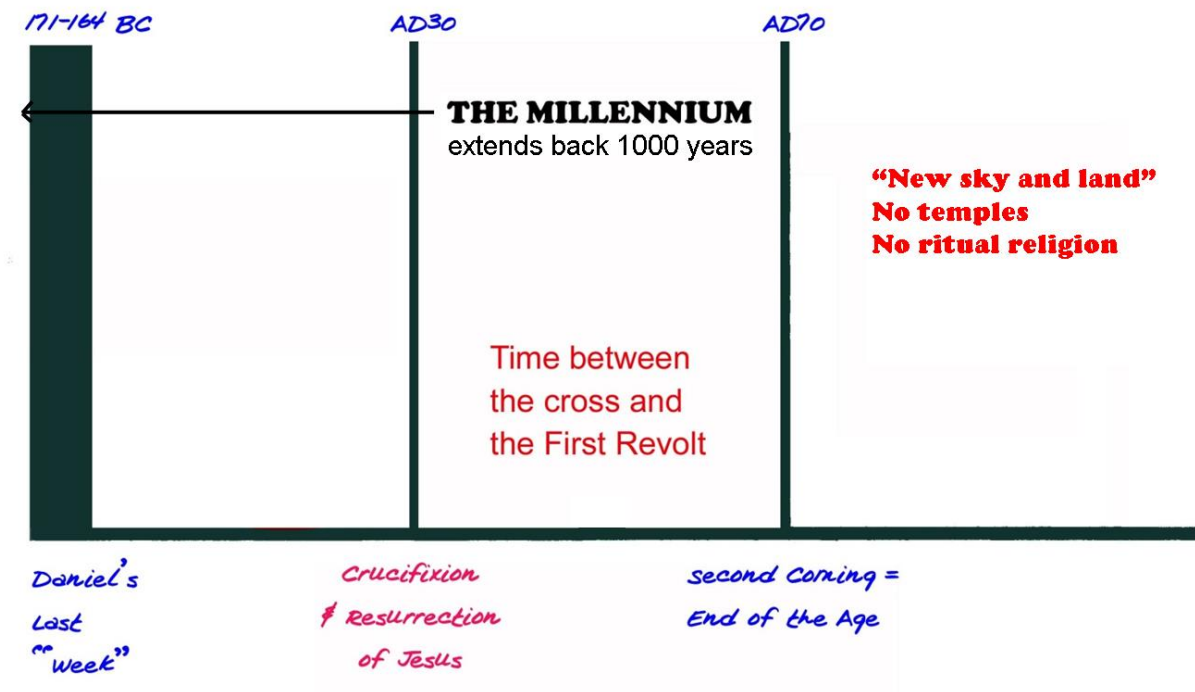 171-164 BC
AD30
AD70
THE MILLENNIUM
extends back 1000 years
“New sky and land”
No temples
No ritual religion
Time between
the cross and
the First Revolt
Daniel's
Last
“Week”
Crucifixion
& Resurrection
of Jesus
Second Coming =
End of the Age